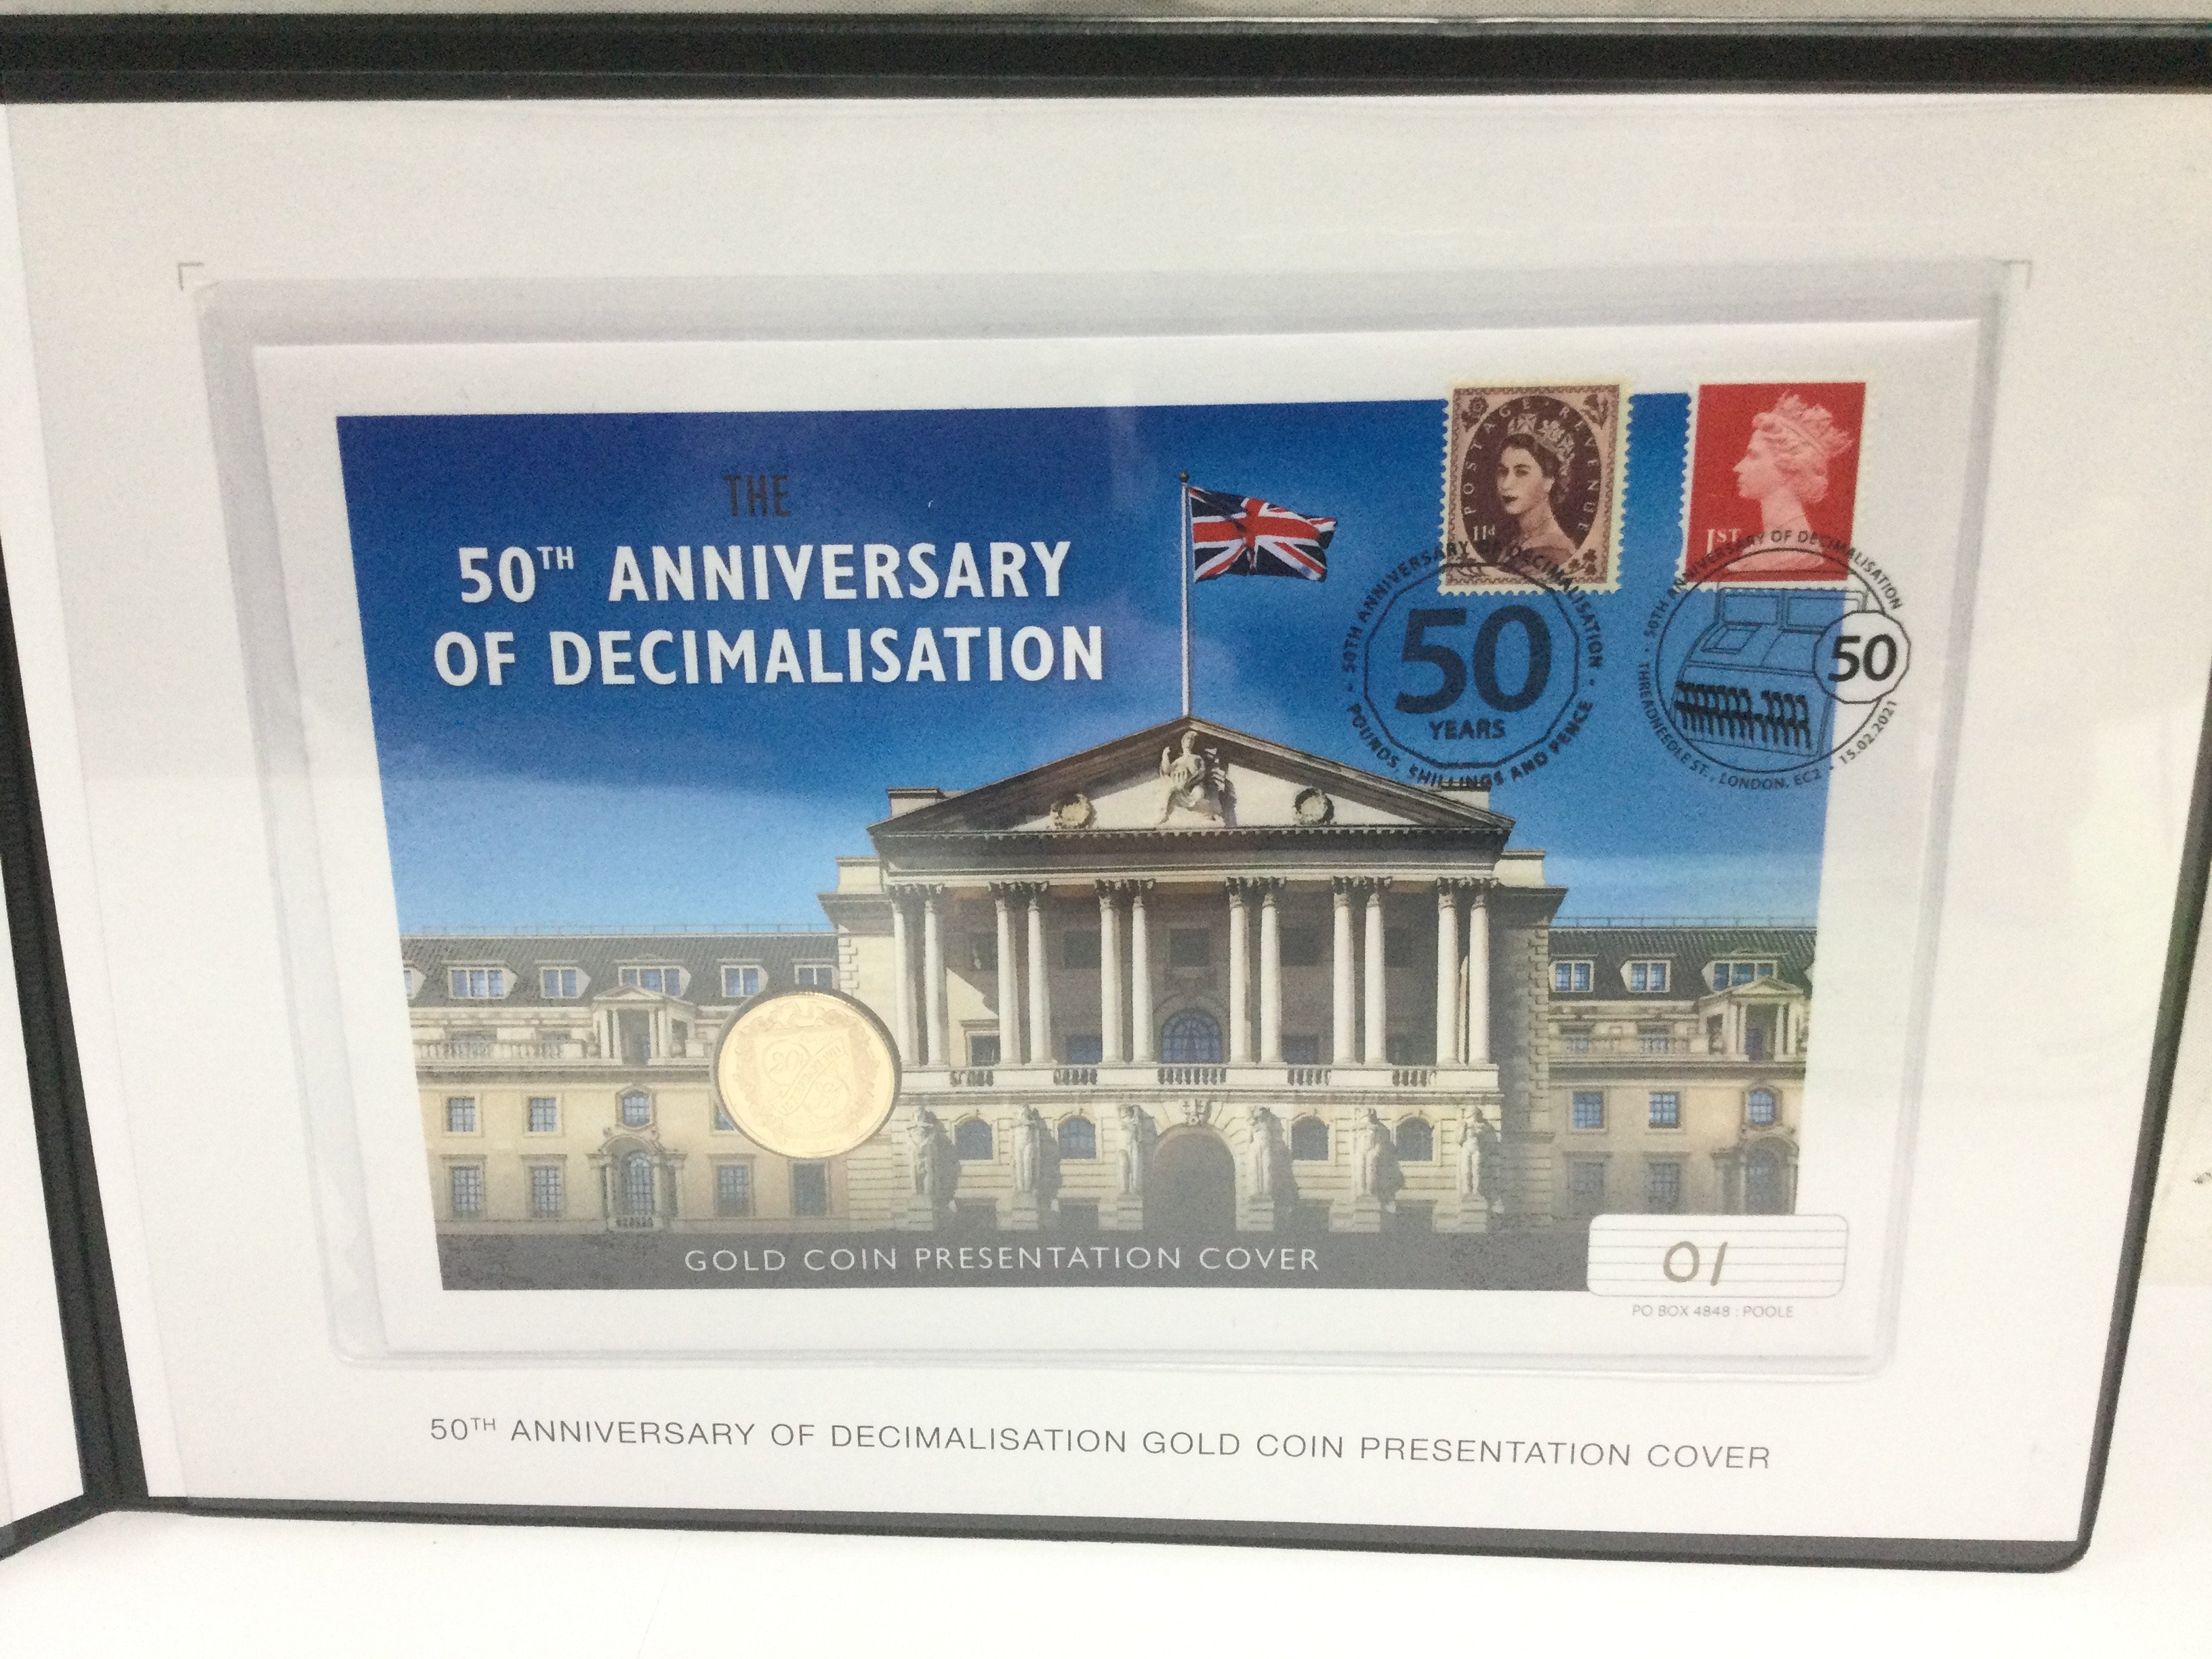 THE
50TH ANNIVERSARY
OF DECIMALISATION
POSTAGE REVENUE
11d
1ST
50TH ANNIVERSARY OF DECIMALISATION
50
YEARS
POUNDS, SHILLINGS AND PENCE
50TH ANNIVERSARY OF DECIMALISATION
50
THREADNEEDLE ST., LONDON, EC2 • 15.02.2021
GOLD COIN PRESENTATION COVER
01
PO BOX 4848 : POOLE
50TH ANNIVERSARY OF DECIMALISATION GOLD COIN PRESENTATION COVER